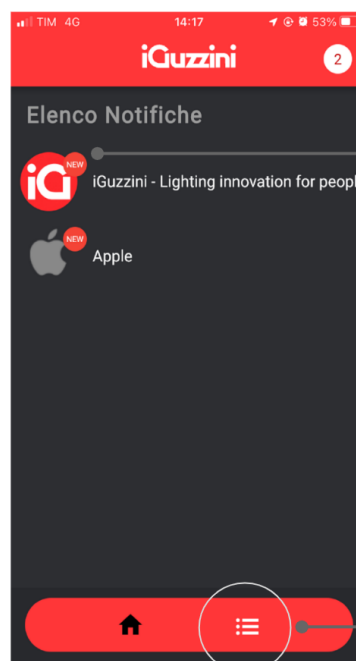 TIM 4G 14:17 53%
iGuzzini 2
Elenco Notifiche
NEW
iG
iGuzzini - Lighting innovation for peopl
NEW
Apple